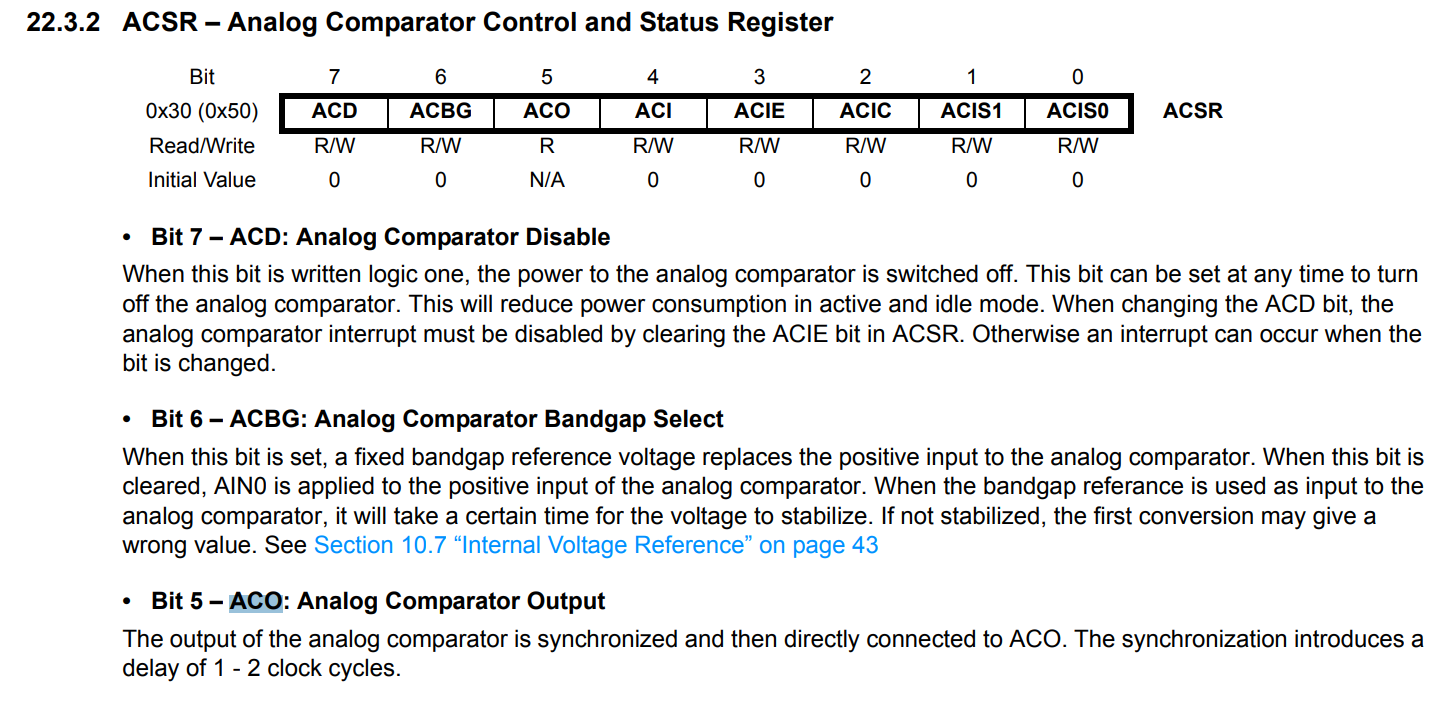 22.3.2 ACSR – Analog Comparator Control and Status Register
Bit 7 6 5 4 3 2 1 0
0x30 (0x50) ACD ACBG ACO ACI ACIE ACIC ACIS1 ACIS0 ACSR
Read/Write R/W R/W R R/W R/W R/W R/W R/W
Initial Value 0 0 N/A 0 0 0 0 0
• Bit 7 – ACD: Analog Comparator Disable
When this bit is written logic one, the power to the analog comparator is switched off. This bit can be set at any time to turn
off the analog comparator. This will reduce power consumption in active and idle mode. When changing the ACD bit, the
analog comparator interrupt must be disabled by clearing the ACIE bit in ACSR. Otherwise an interrupt can occur when the
bit is changed.
• Bit 6 – ACBG: Analog Comparator Bandgap Select
When this bit is set, a fixed bandgap reference voltage replaces the positive input to the analog comparator. When this bit is
cleared, AIN0 is applied to the positive input of the analog comparator. When the bandgap referance is used as input to the
analog comparator, it will take a certain time for the voltage to stabilize. If not stabilized, the first conversion may give a
wrong value. See Section 10.7 “Internal Voltage Reference” on page 43
• Bit 5 – ACO: Analog Comparator Output
The output of the analog comparator is synchronized and then directly connected to ACO. The synchronization introduces a
delay of 1 - 2 clock cycles.